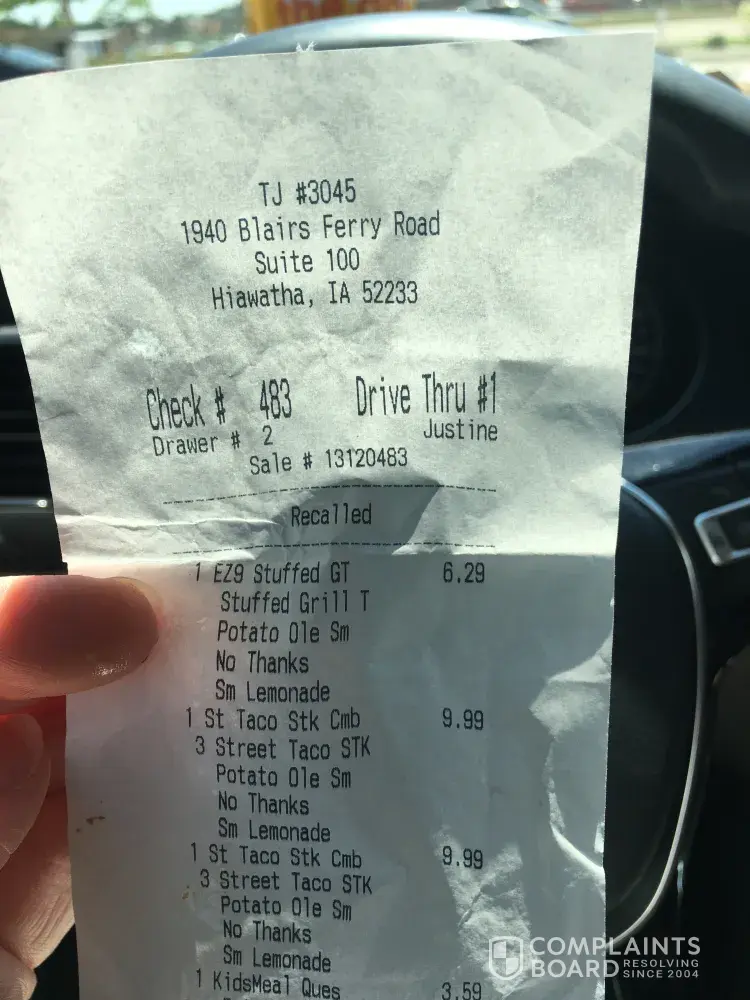 TJ #3045
1940 Blairs Ferry Road
Suite 100
Hiawatha, IA 52233
Check # 483 Drive Thru #1
Drawer # 2 Justine
Sale # 13120483
Recalled
1 EZ9 Stuffed GT 6.29
Stuffed Grill T
Potato Ole Sm
No Thanks
Sm Lemonade
1 St Taco Stk Cmb 9.99
3 Street Taco STK
Potato Ole Sm
No Thanks
Sm Lemonade
1 St Taco Stk Cmb 9.99
3 Street Taco STK
Potato Ole Sm
No Thanks
Sm Lemonade
1 KidsMeal Ques 3.59
COMPLAINTS
BOARD RESOLVING
SINCE 2004